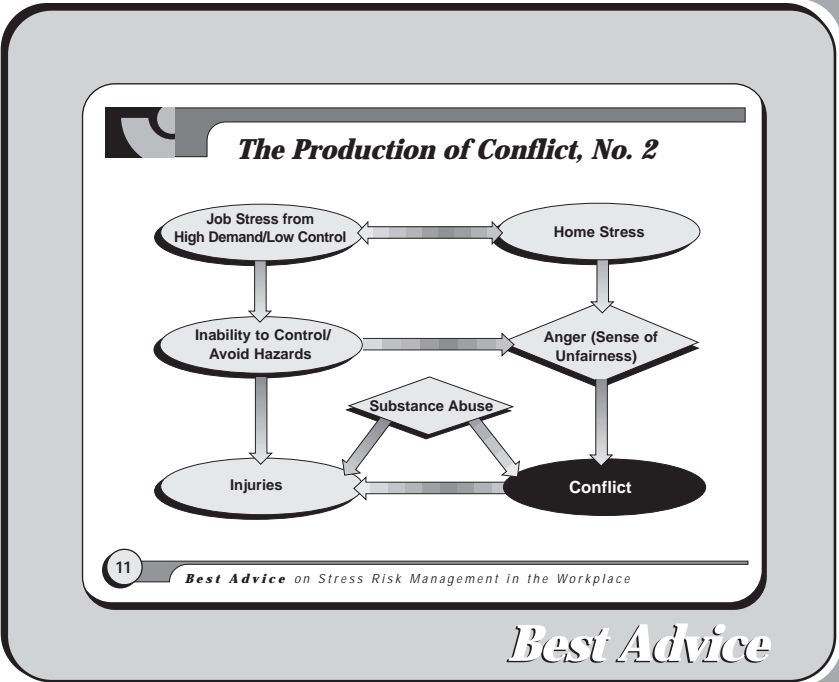 The Production of Conflict, No. 2
Job Stress from
High Demand/Low Control
Home Stress
Inability to Control/
Avoid Hazards
Anger (Sense of
Unfairness)
Substance Abuse
Injuries
Conflict
11
Best Advice on Stress Risk Management in the Workplace
Best Advice